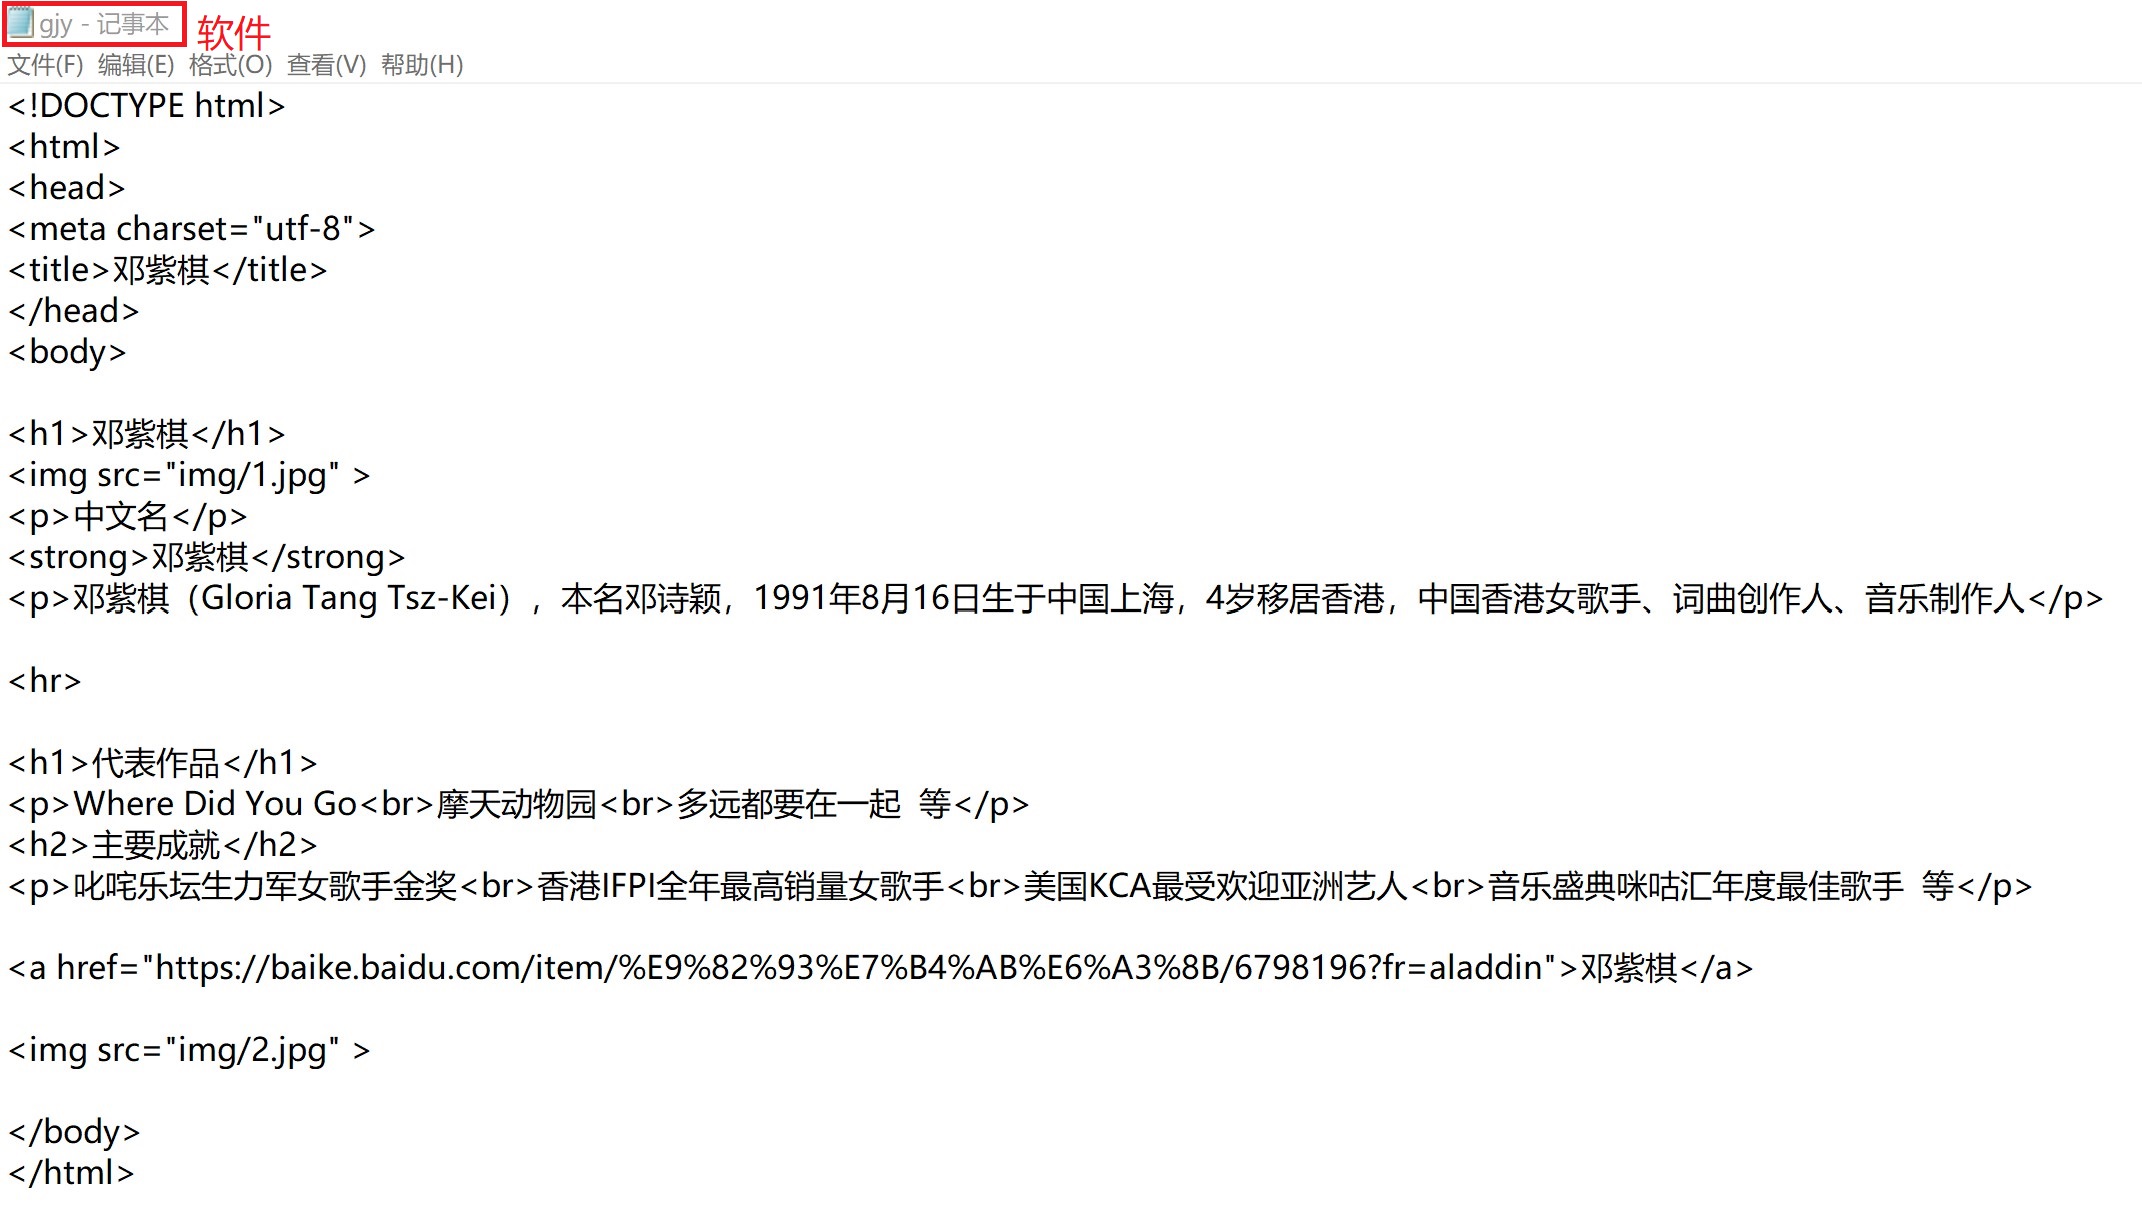 gjy - 记事本 软件
文件(F) 编辑(E) 格式(O) 查看(V) 帮助(H)
<!DOCTYPE html>
<html>
<head>
<meta charset="utf-8">
<title>邓紫棋</title>
</head>
<body>
<h1>邓紫棋</h1>
<img src="img/1.jpg" >
<p>中文名</p>
<strong>邓紫棋</strong>
<p>邓紫棋（Gloria Tang Tsz-Kei），本名邓诗颖，1991年8月16日生于中国上海，4岁移居香港，中国香港女歌手、词曲创作人、音乐制作人</p>
<hr>
<h1>代表作品</h1>
<p>Where Did You Go<br>摩天动物园<br>多远都要在一起  等</p>
<h2>主要成就</h2>
<p>叱咤乐坛生力军女歌手金奖<br>香港IFPI全年最高销量女歌手<br>美国KCA最受欢迎亚洲艺人<br>音乐盛典咪咕汇年度最佳歌手  等</p>
<a href="https://baike.baidu.com/item/%E9%82%93%E7%B4%AB%E6%A3%8B/6798196?fr=aladdin">邓紫棋</a>
<img src="img/2.jpg" >
</body>
</html>